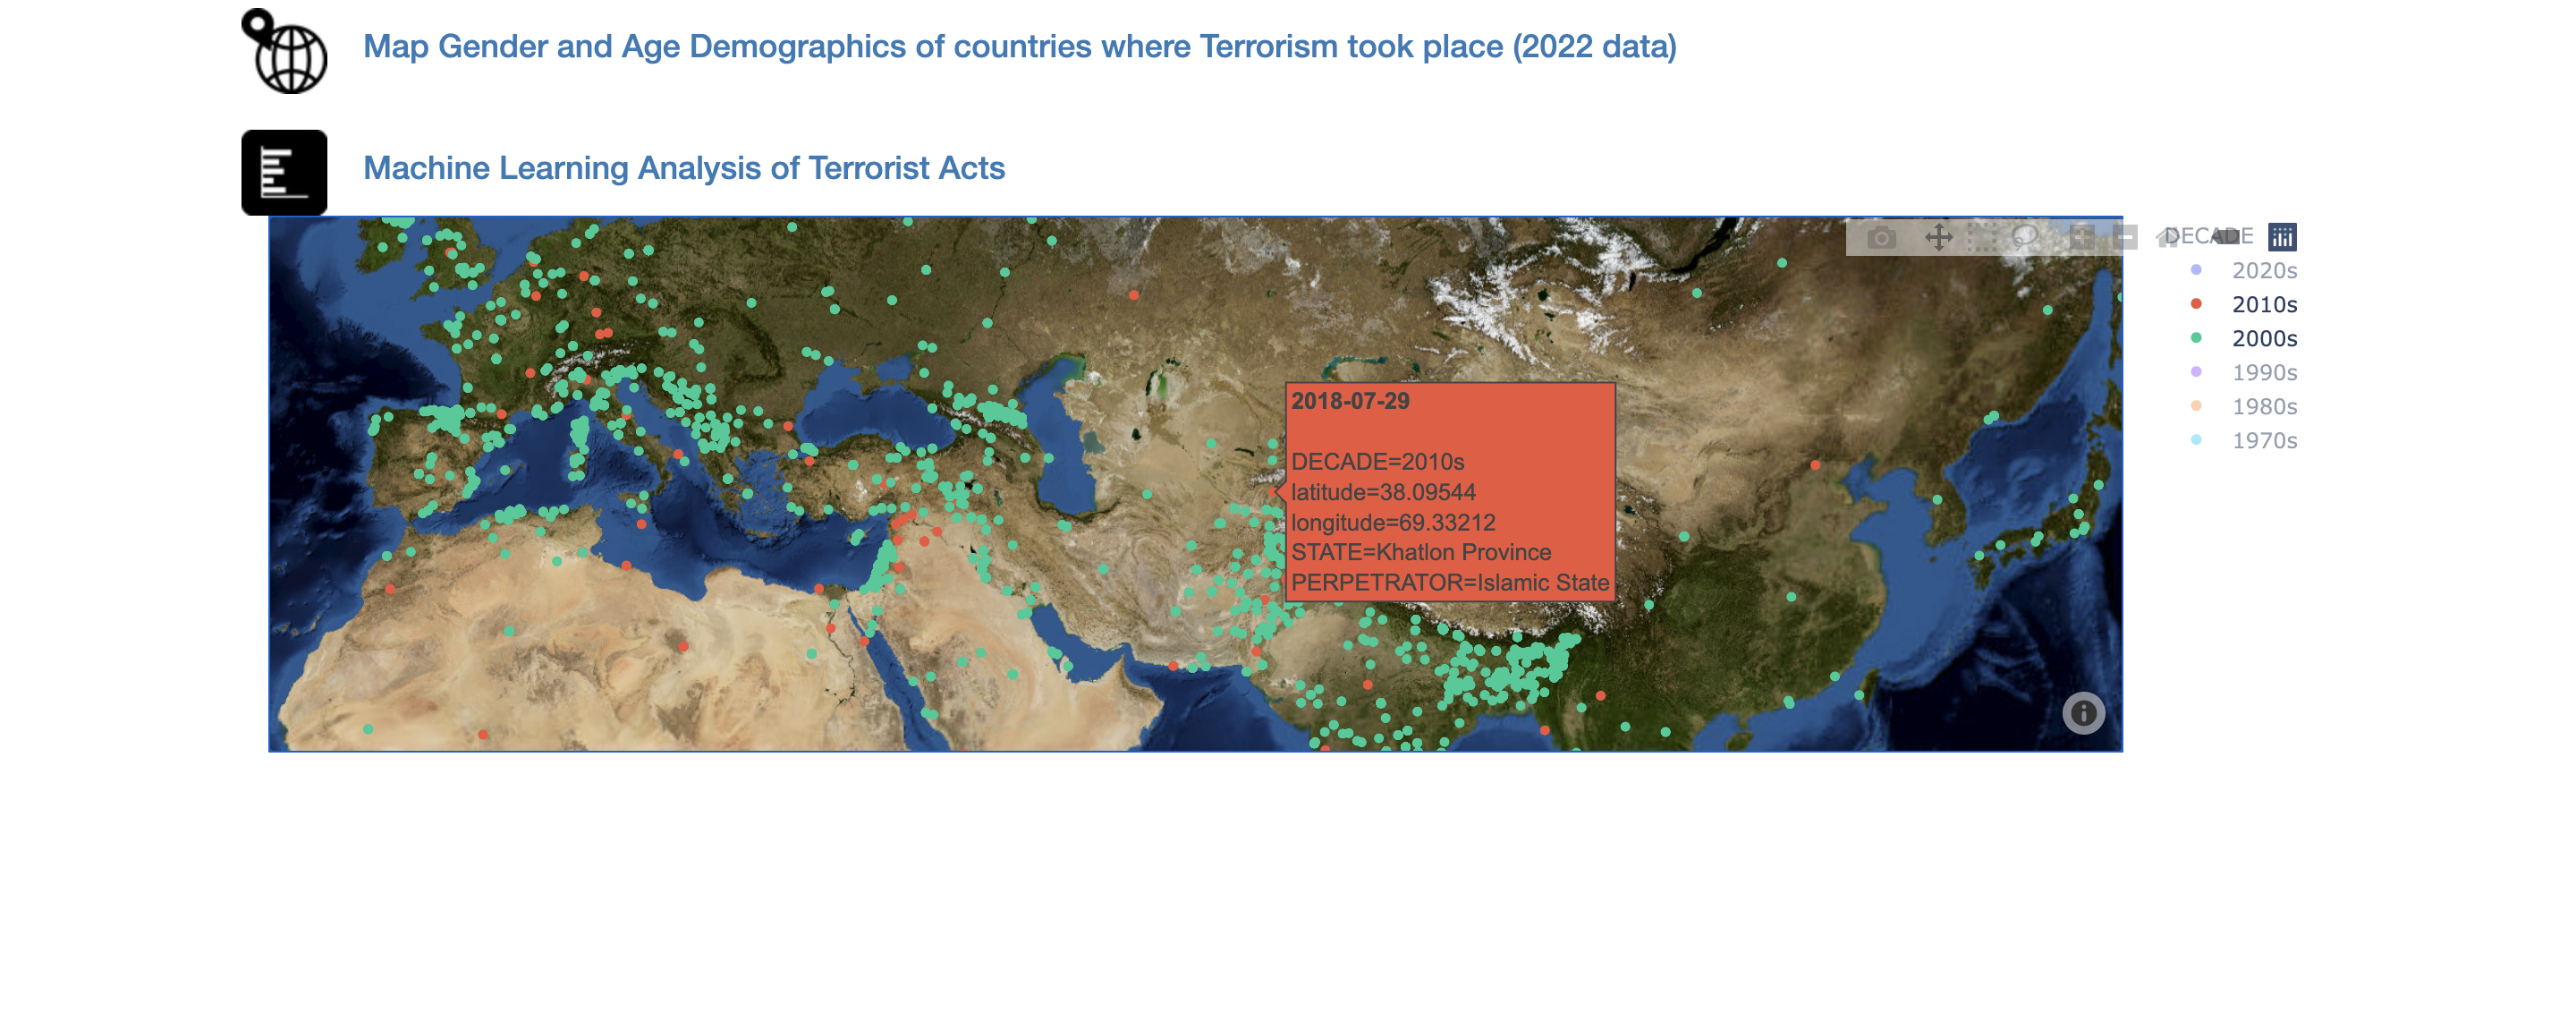 Map Gender and Age Demographics of countries where Terrorism took place (2022 data)
Machine Learning Analysis of Terrorist Acts
DECADE
2020s
2010s
2000s
1990s
1980s
1970s
2018-07-29
DECADE=2010s
latitude=38.09544
longitude=69.33212
STATE=Khatlon Province
PERPETRATOR=Islamic State